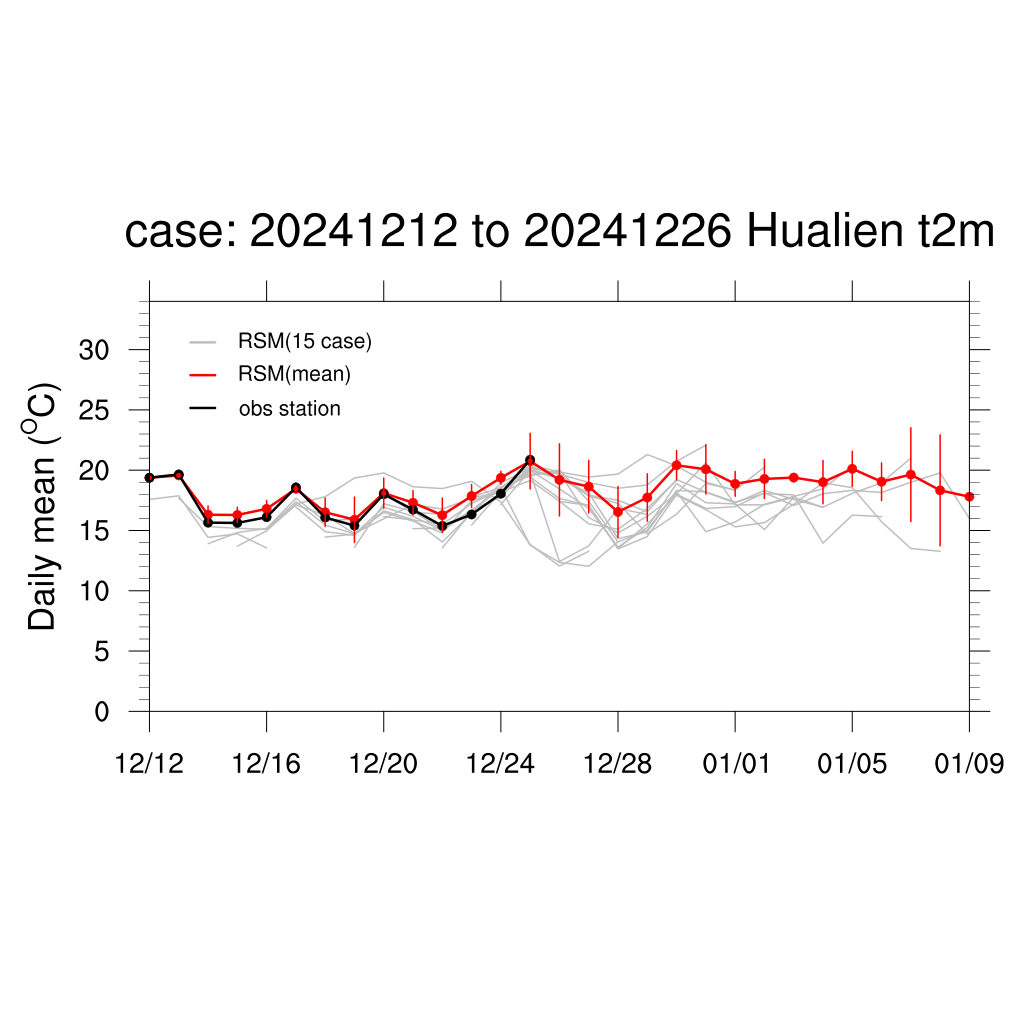 case: 20241212 to 20241226 Hualien t2m
RSM(15 case)
RSM(mean)
obs station
Daily mean (°C)
30
25
20
15
10
5
0
12/12 12/16 12/20 12/24 12/28 01/01 01/05 01/09